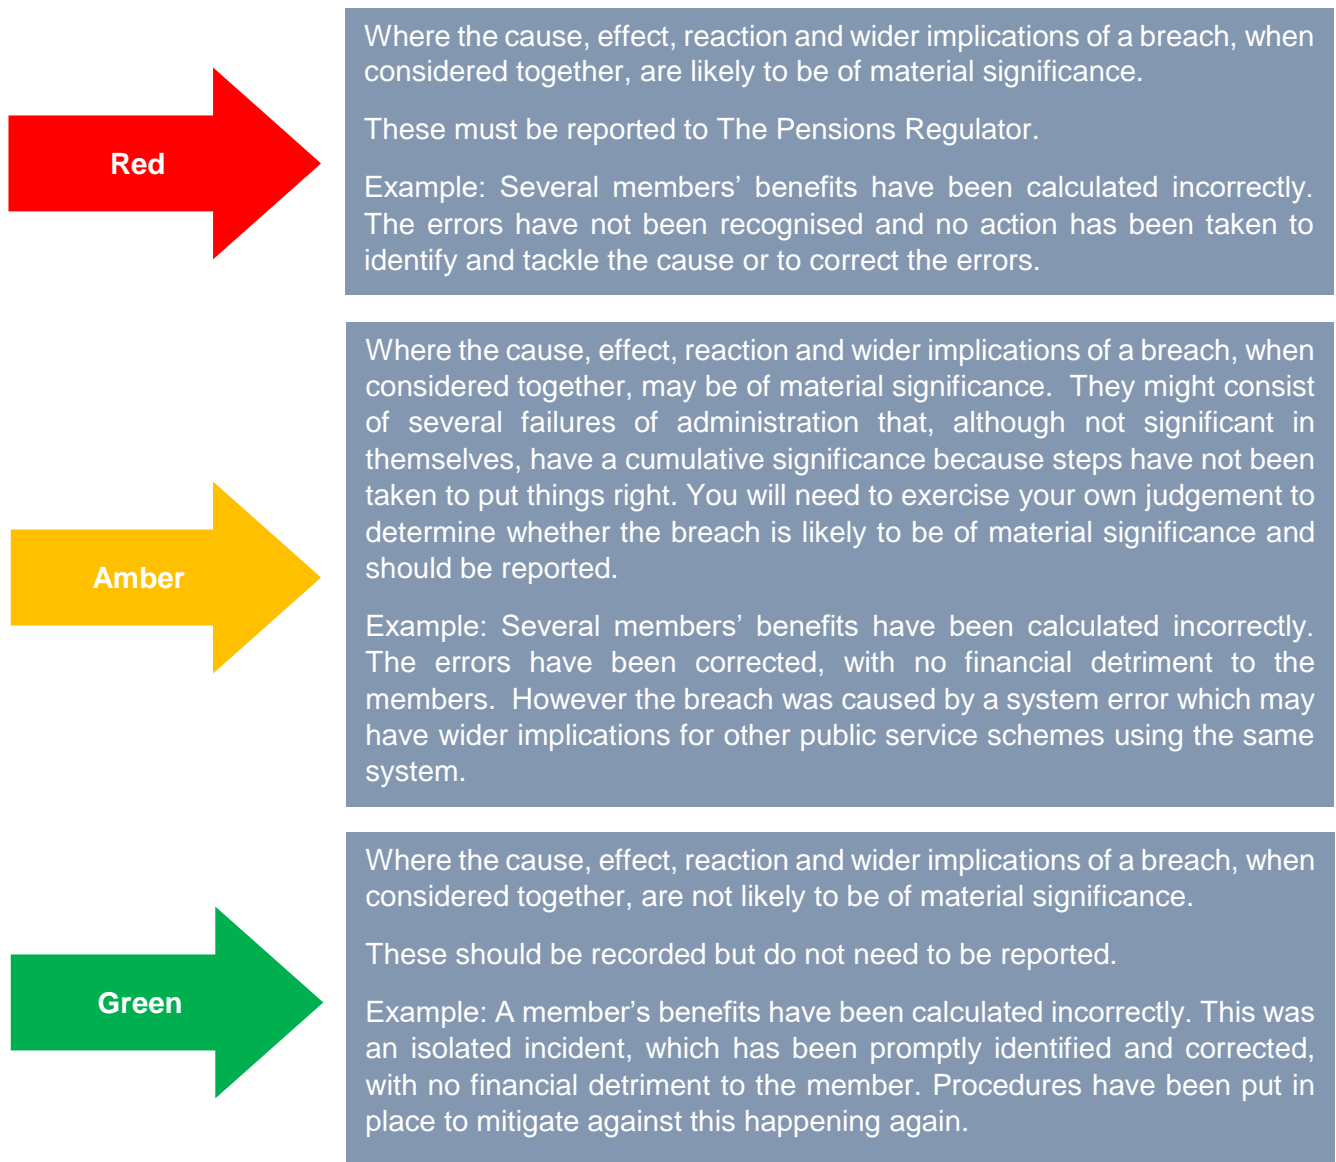 Where the cause, effect, reaction and wider implications of a breach, when
considered together, are likely to be of material significance.
These must be reported to The Pensions Regulator.
Red
Example: Several members’ benefits have been calculated incorrectly.
The errors have not been recognised and no action has been taken to
identify and tackle the cause or to correct the errors.
Where the cause, effect, reaction and wider implications of a breach, when
considered together, may be of material significance.  They might consist
of several failures of administration that, although not significant in
themselves, have a cumulative significance because steps have not been
taken to put things right. You will need to exercise your own judgement to
determine whether the breach is likely to be of material significance and
should be reported.
Amber
Example: Several members’ benefits have been calculated incorrectly.
The errors have been corrected, with no financial detriment to the
members.  However the breach was caused by a system error which may
have wider implications for other public service schemes using the same
system.
Where the cause, effect, reaction and wider implications of a breach, when
considered together, are not likely to be of material significance.
These should be recorded but do not need to be reported.
Green
Example: A member’s benefits have been calculated incorrectly. This was
an isolated incident, which has been promptly identified and corrected,
with no financial detriment to the member. Procedures have been put in
place to mitigate against this happening again.